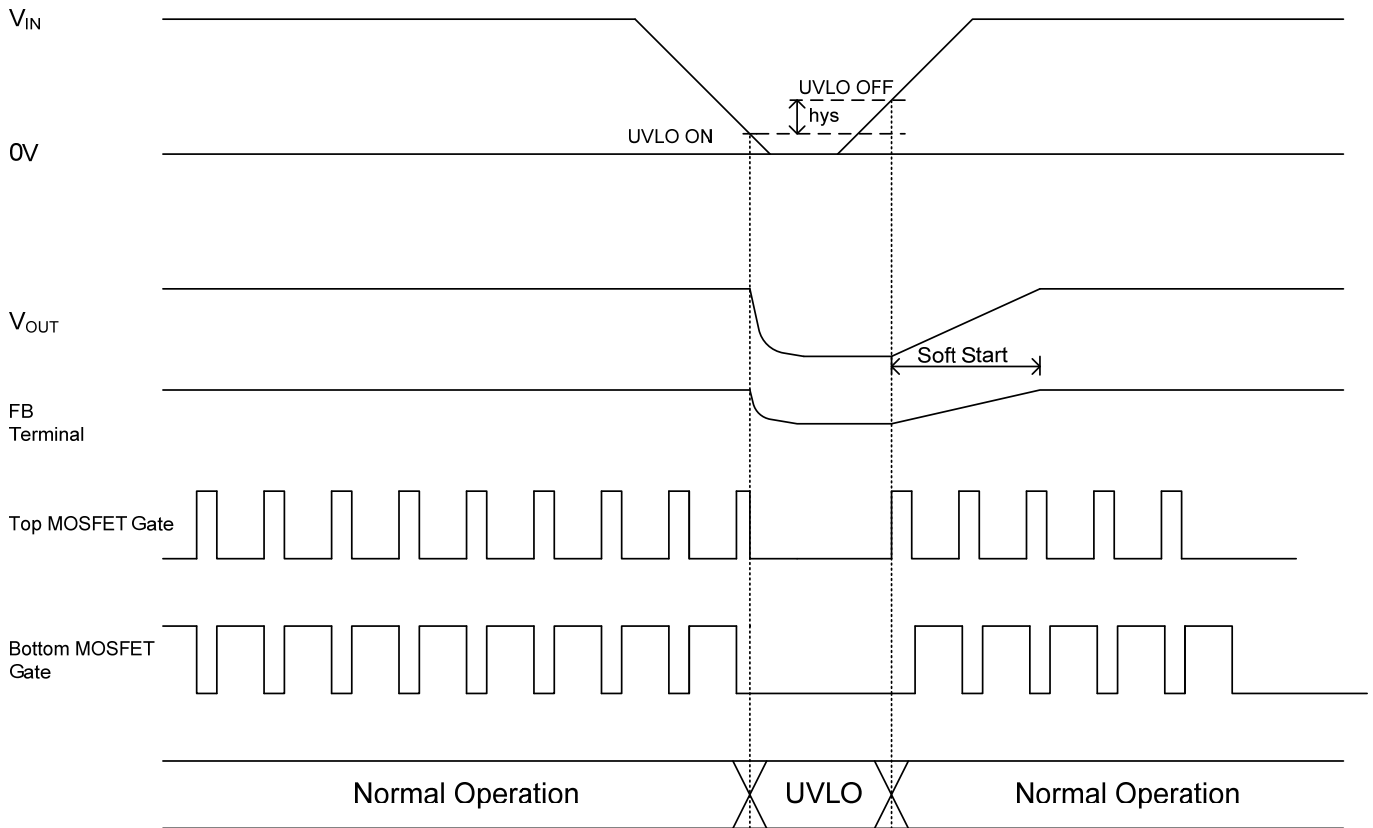 VIN
UVLO OFF
hys
UVLO ON
0V
VOUT
Soft Start
FB
Terminal
Top MOSFET Gate
Bottom MOSFET
Gate
Normal Operation
UVLO
Normal Operation